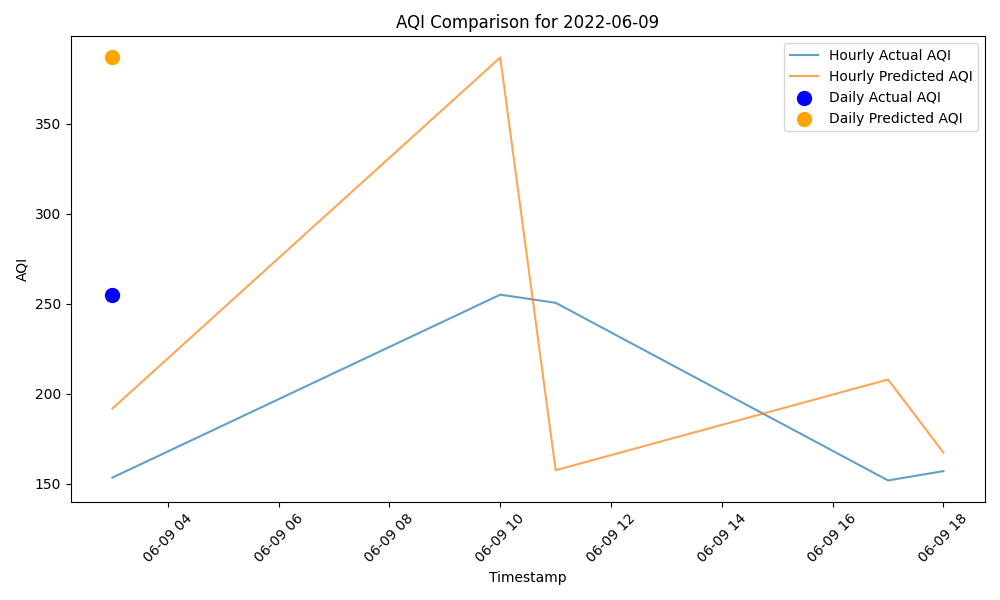 AQI Comparison for 2022-06-09
Hourly Actual AQI
Hourly Predicted AQI
Daily Actual AQI
Daily Predicted AQI
AQI
350
300
250
200
150
06-09 04
06-09 06
06-09 08
06-09 10
06-09 12
06-09 14
06-09 16
06-09 18
Timestamp